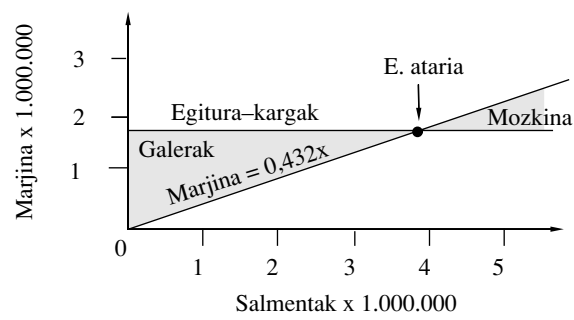 Marjina x 1.000.000
3
2
1
0
E. ataria
Egitura–kargak
Mozkina
Galerak
Marjina = 0,432x
1 2 3 4 5
Salmentak x 1.000.000